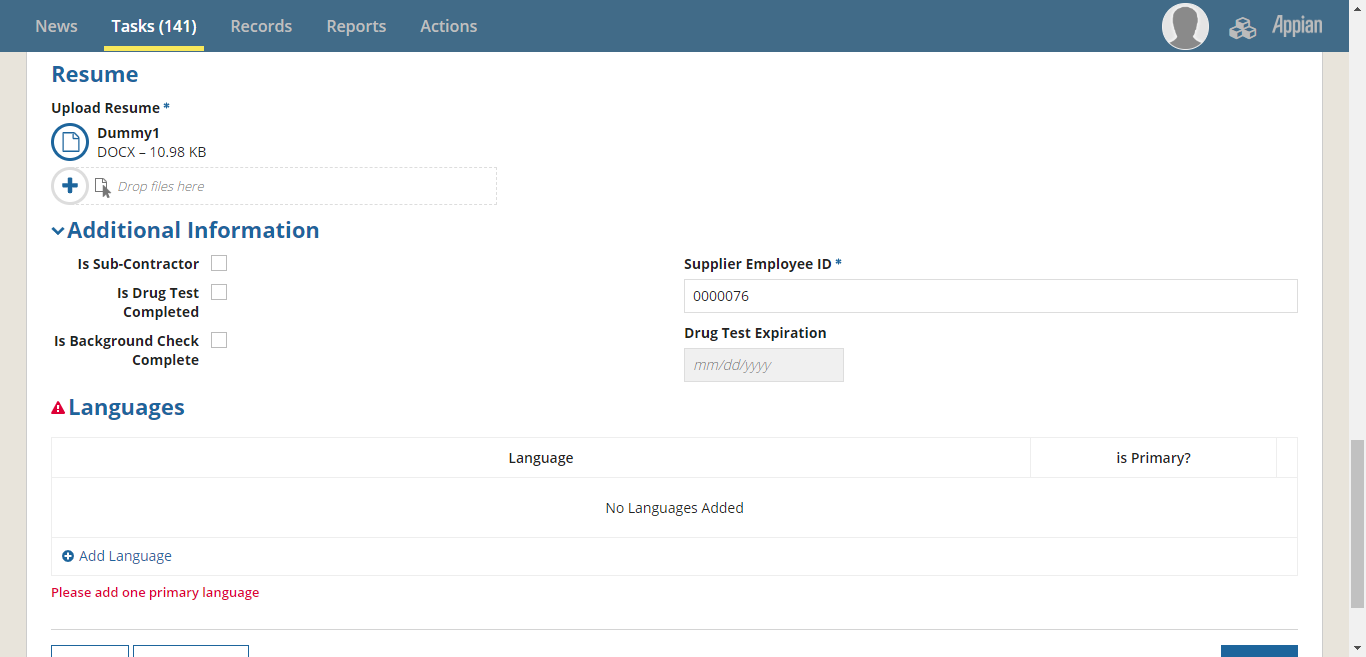 News Tasks (141) Records Reports Actions Appian
Resume
Upload Resume *
Dummy1
DOCX – 10.98 KB
Drop files here
Additional Information
Is Sub-Contractor
Is Drug Test
Completed
Is Background Check
Complete
Supplier Employee ID *
0000076
Drug Test Expiration
mm/dd/yyyy
Languages
Language is Primary?
No Languages Added
Add Language
Please add one primary language